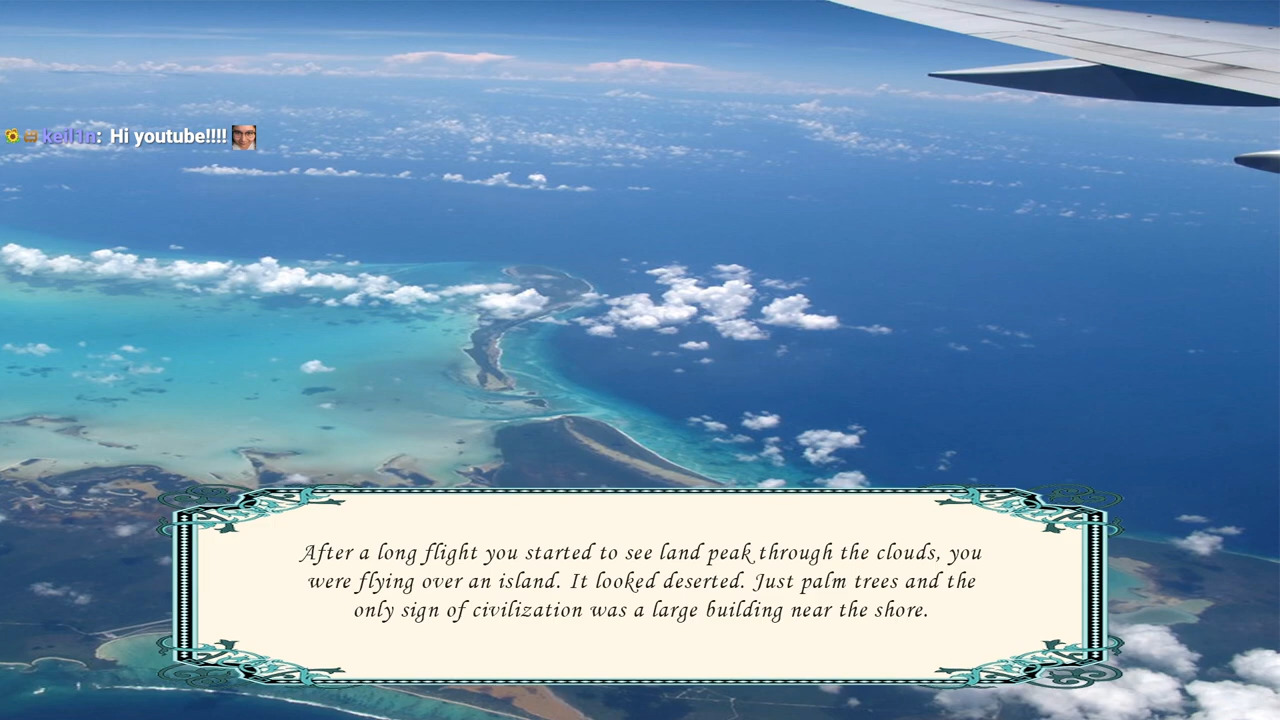 keil1n: Hi youtube!!!!
After a long flight you started to see land peak through the clouds, you
were flying over an island. It looked deserted. Just palm trees and the
only sign of civilization was a large building near the shore.